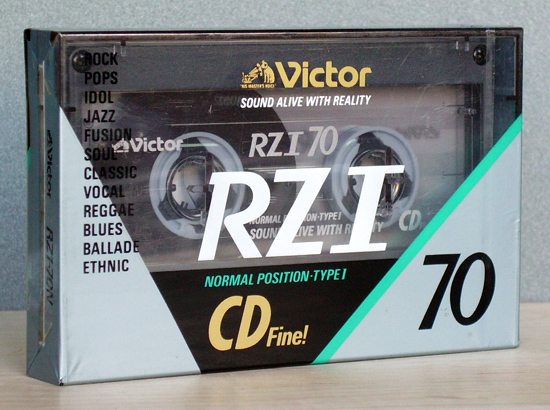 ROCK
POPS
IDOL
JAZZ
FUSION
SOUL
CLASSIC
VOCAL
REGGAE
BLUES
BALLADE
ETHNIC
"HIS MASTER'S VOICE"
Victor
SOUND ALIVE WITH REALITY
Victor
RZI 70
RZI
NORMAL POSITION·TYPE I
SOUND ALIVE WITH REALITY
CD
NORMAL POSITION·TYPE I
CD Fine!
70
Victor
RZI-70N